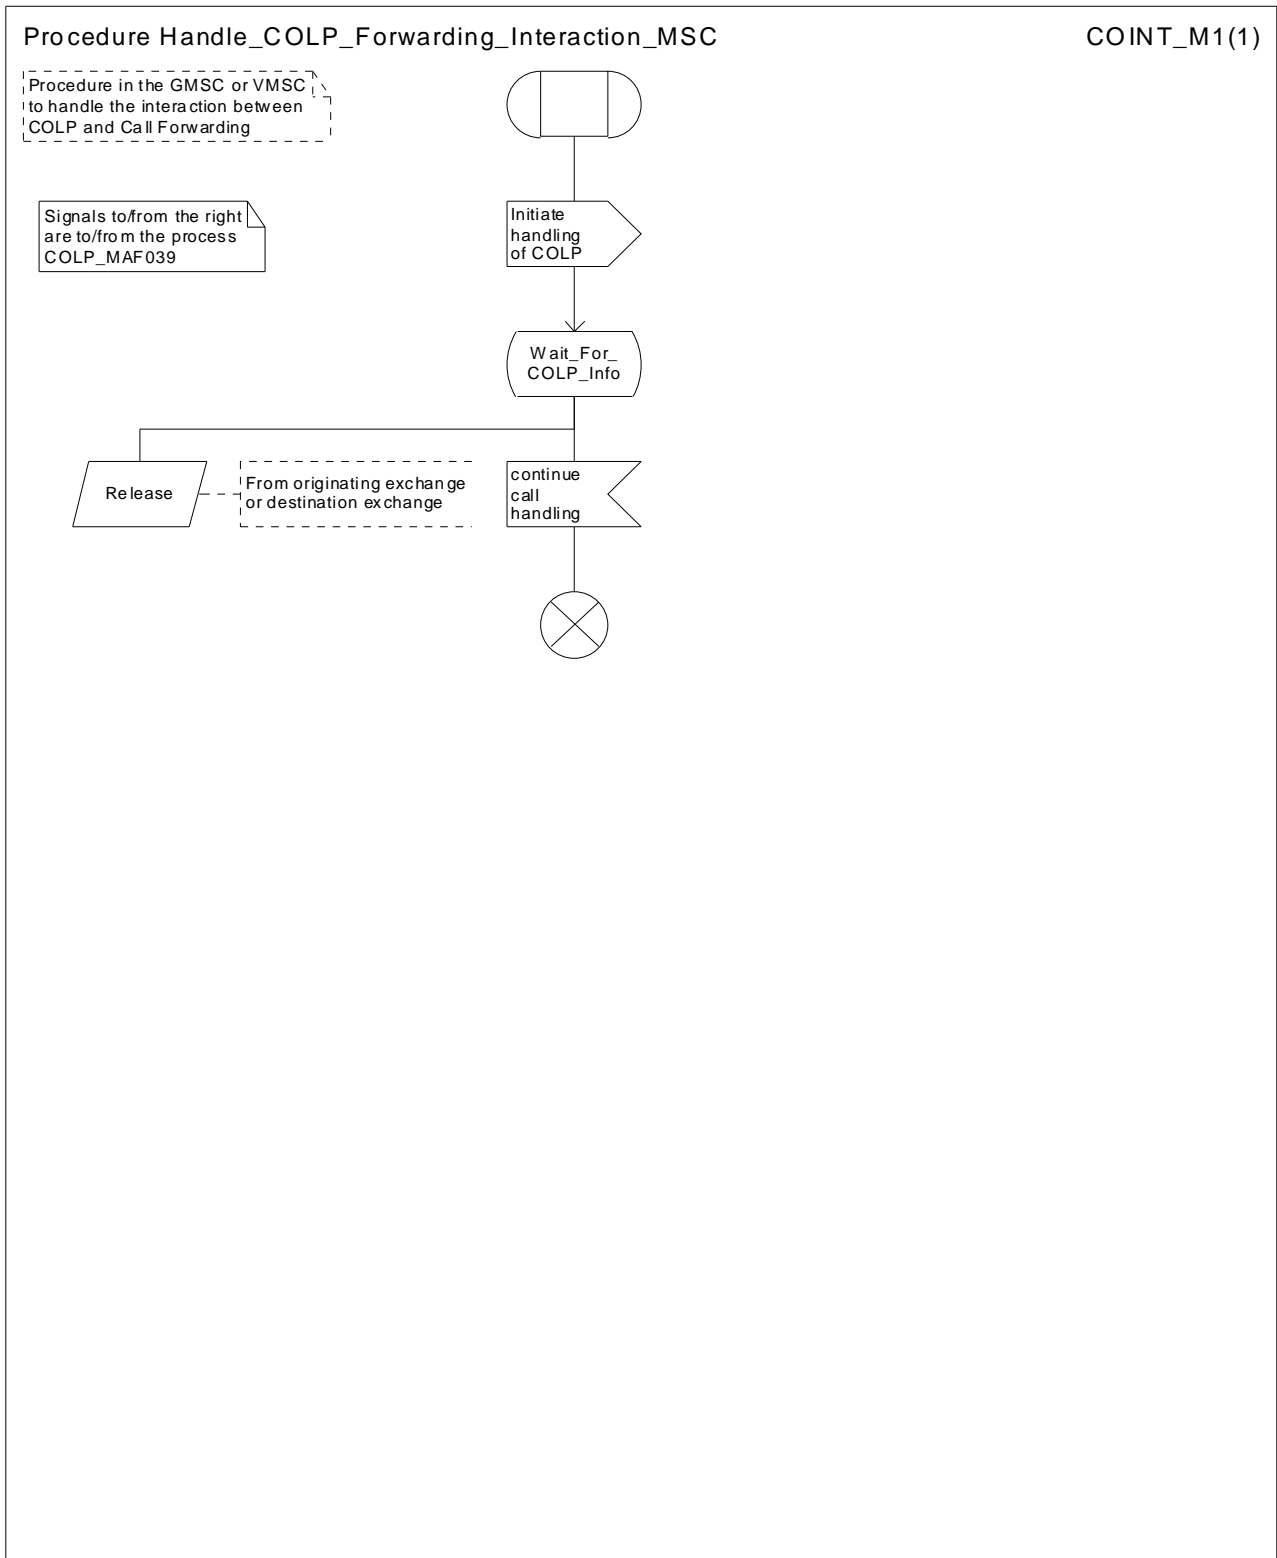 Procedure Handle_COLP_Forwarding_Interaction_MSC
COINT_M1(1)
Procedure in the GMSC or VMSC
to handle the interaction between
COLP and Call Forwarding
Signals to/from the right
are to/from the process
COLP_MAF039
Initiate
handling
of COLP
Wait_For_
COLP_Info
Release
From originating exchange
or destination exchange
continue
call
handling